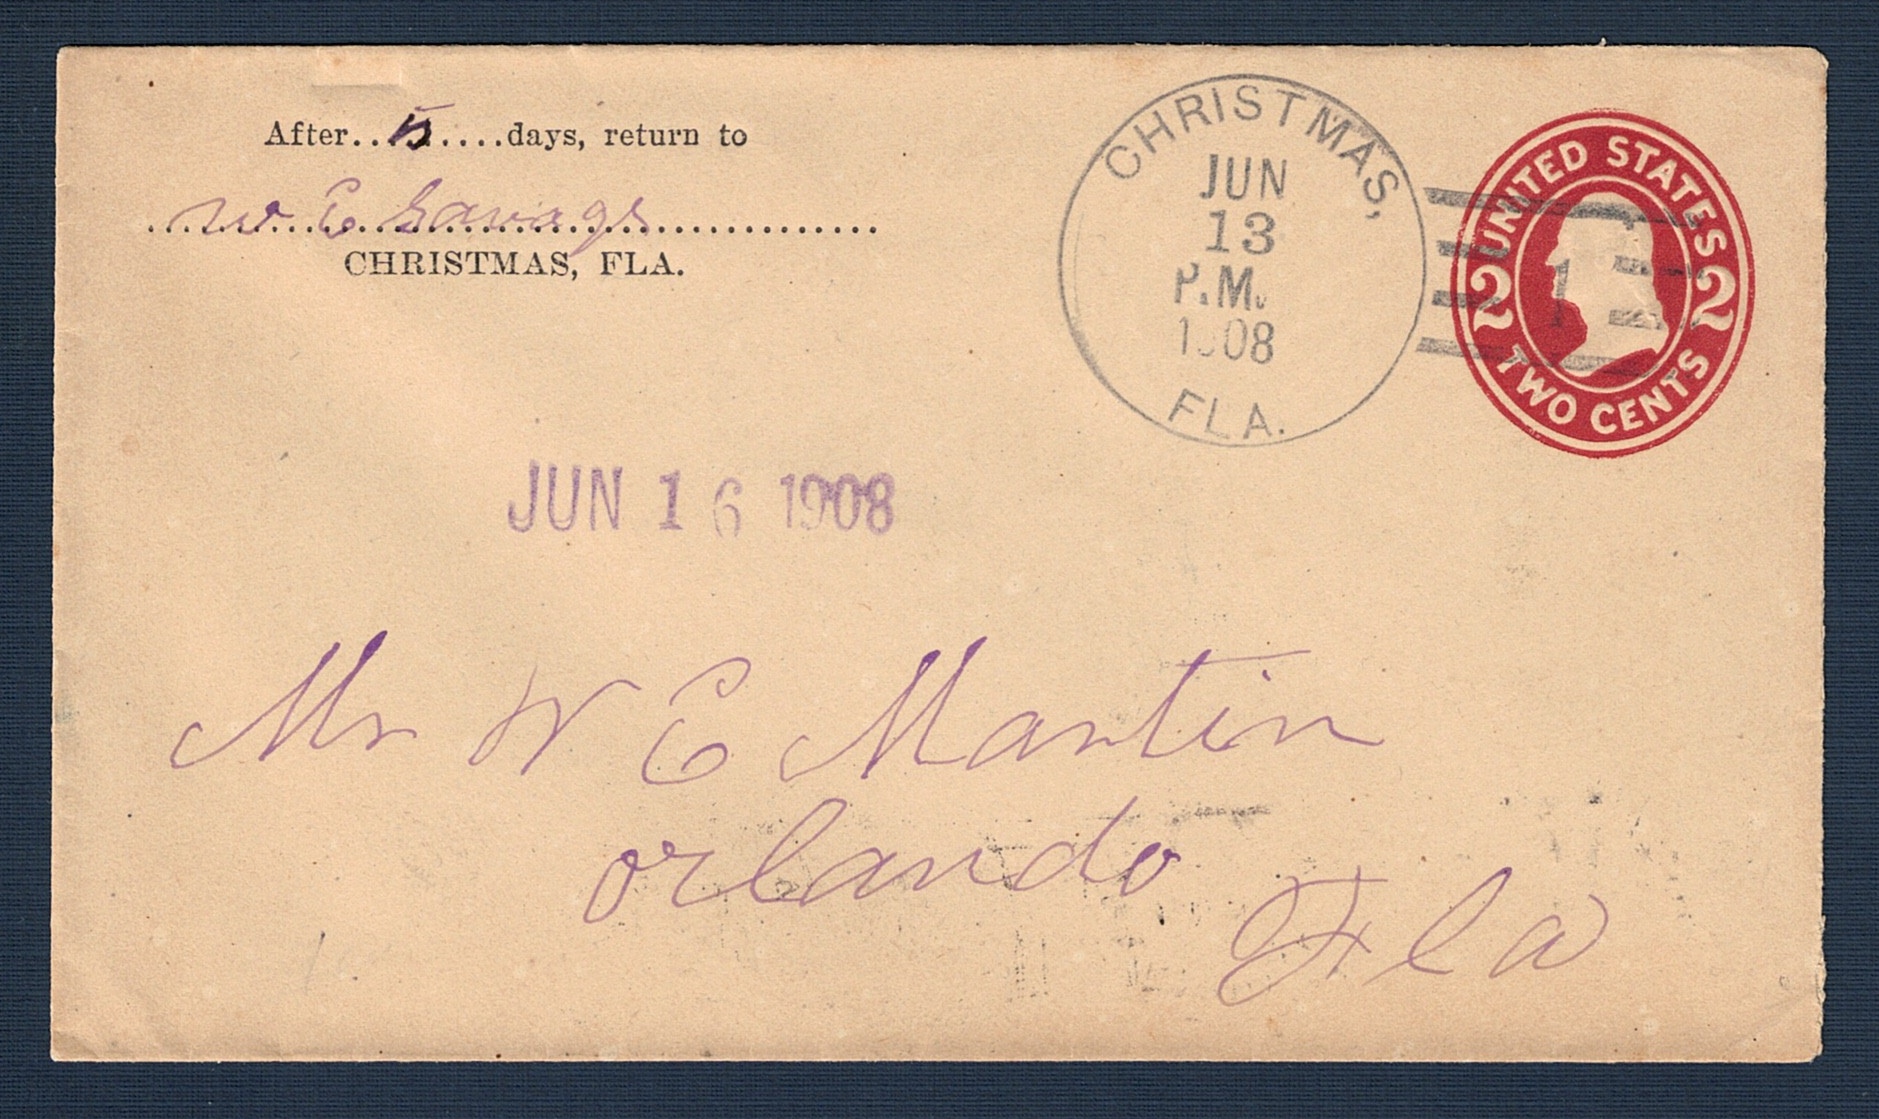 After..5....days, return to
W E Savage
CHRISTMAS, FLA.
CHRISTMAS,
JUN
13
P.M.
1908
FLA.
1
UNITED STATES
2 2
TWO CENTS
JUN 16 1908
Mr W E Martin
Orlando
Fla